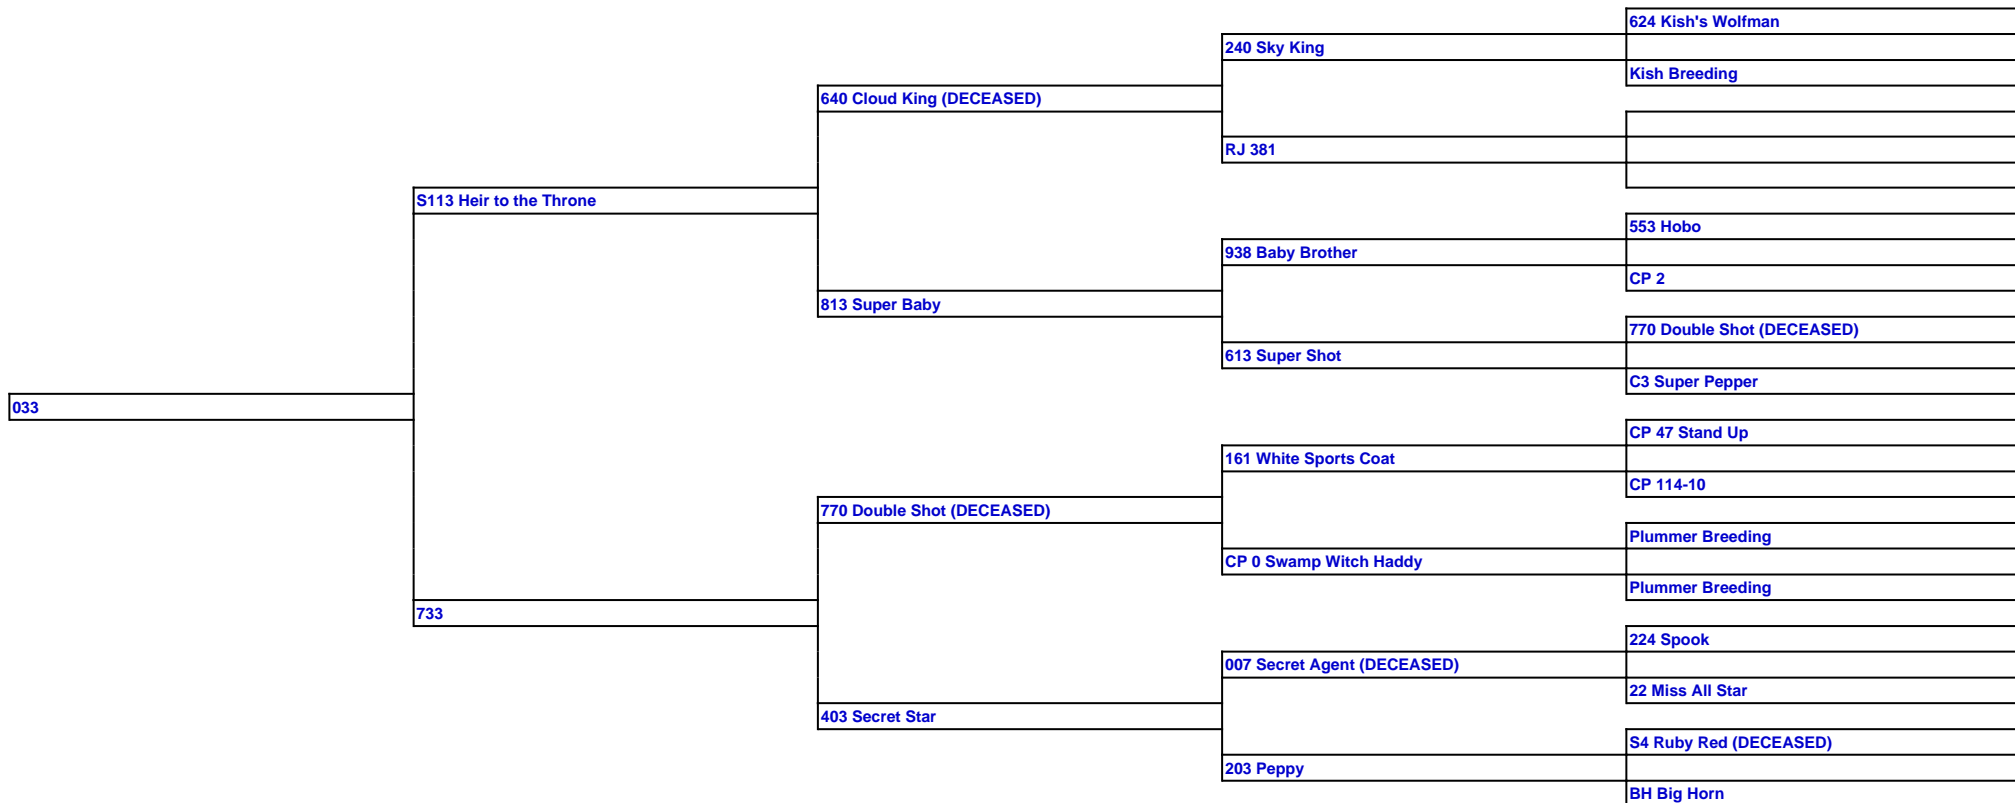 624 Kish's Wolfman
240 Sky King
Kish Breeding
640 Cloud King (DECEASED)
RJ 381
S113 Heir to the Throne
553 Hobo
938 Baby Brother
CP 2
813 Super Baby
770 Double Shot (DECEASED)
613 Super Shot
C3 Super Pepper
033
CP 47 Stand Up
161 White Sports Coat
CP 114-10
770 Double Shot (DECEASED)
Plummer Breeding
CP 0 Swamp Witch Haddy
Plummer Breeding
733
224 Spook
007 Secret Agent (DECEASED)
22 Miss All Star
403 Secret Star
S4 Ruby Red (DECEASED)
203 Peppy
BH Big Horn